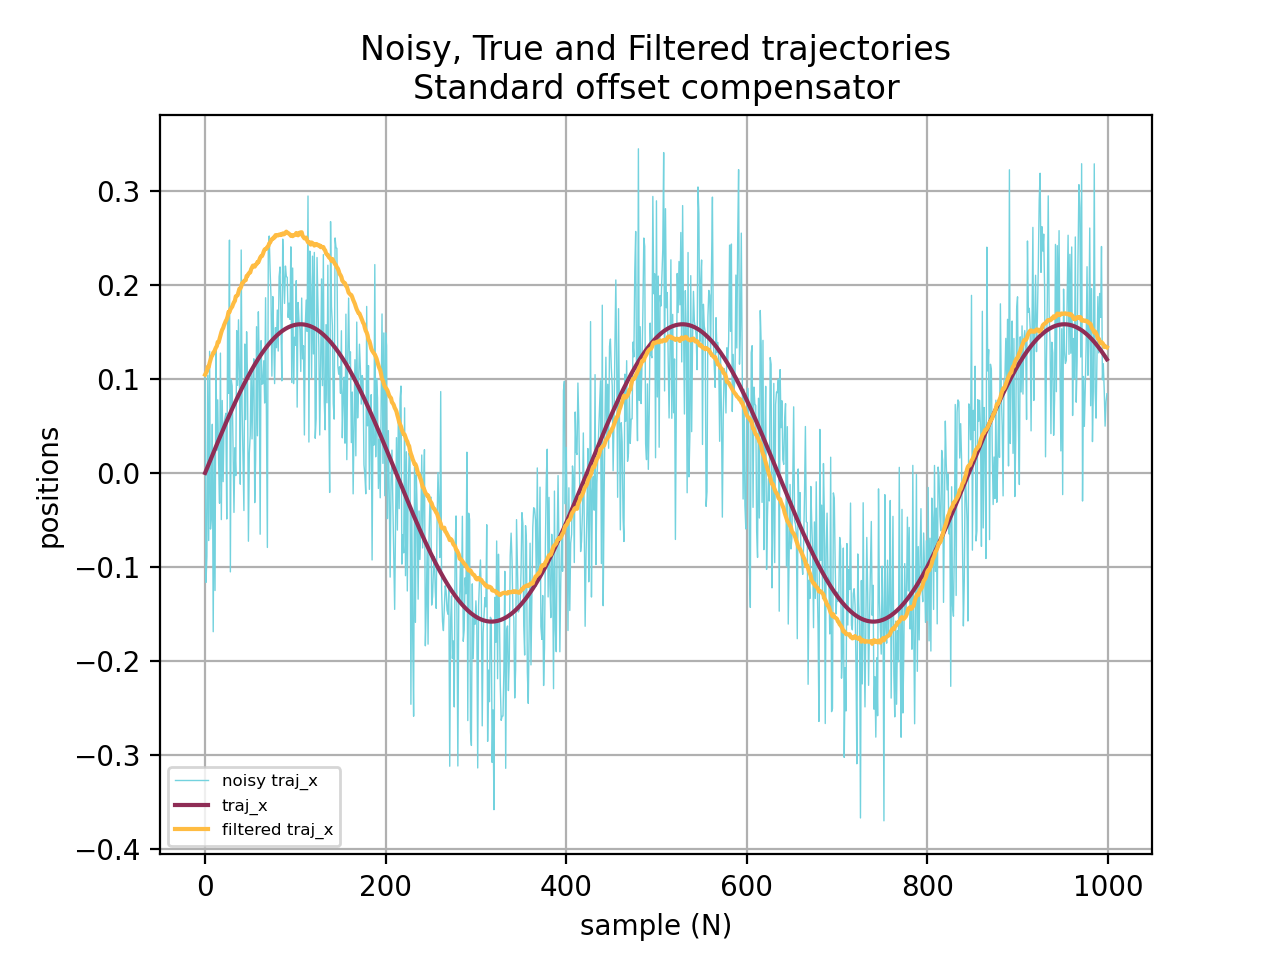 Noisy, True and Filtered trajectories
Standard offset compensator
positions
0.3
0.2
0.1
0.0
−0.1
−0.2
−0.3
−0.4
noisy traj_x
traj_x
filtered traj_x
0 200 400 600 800 1000
sample (N)